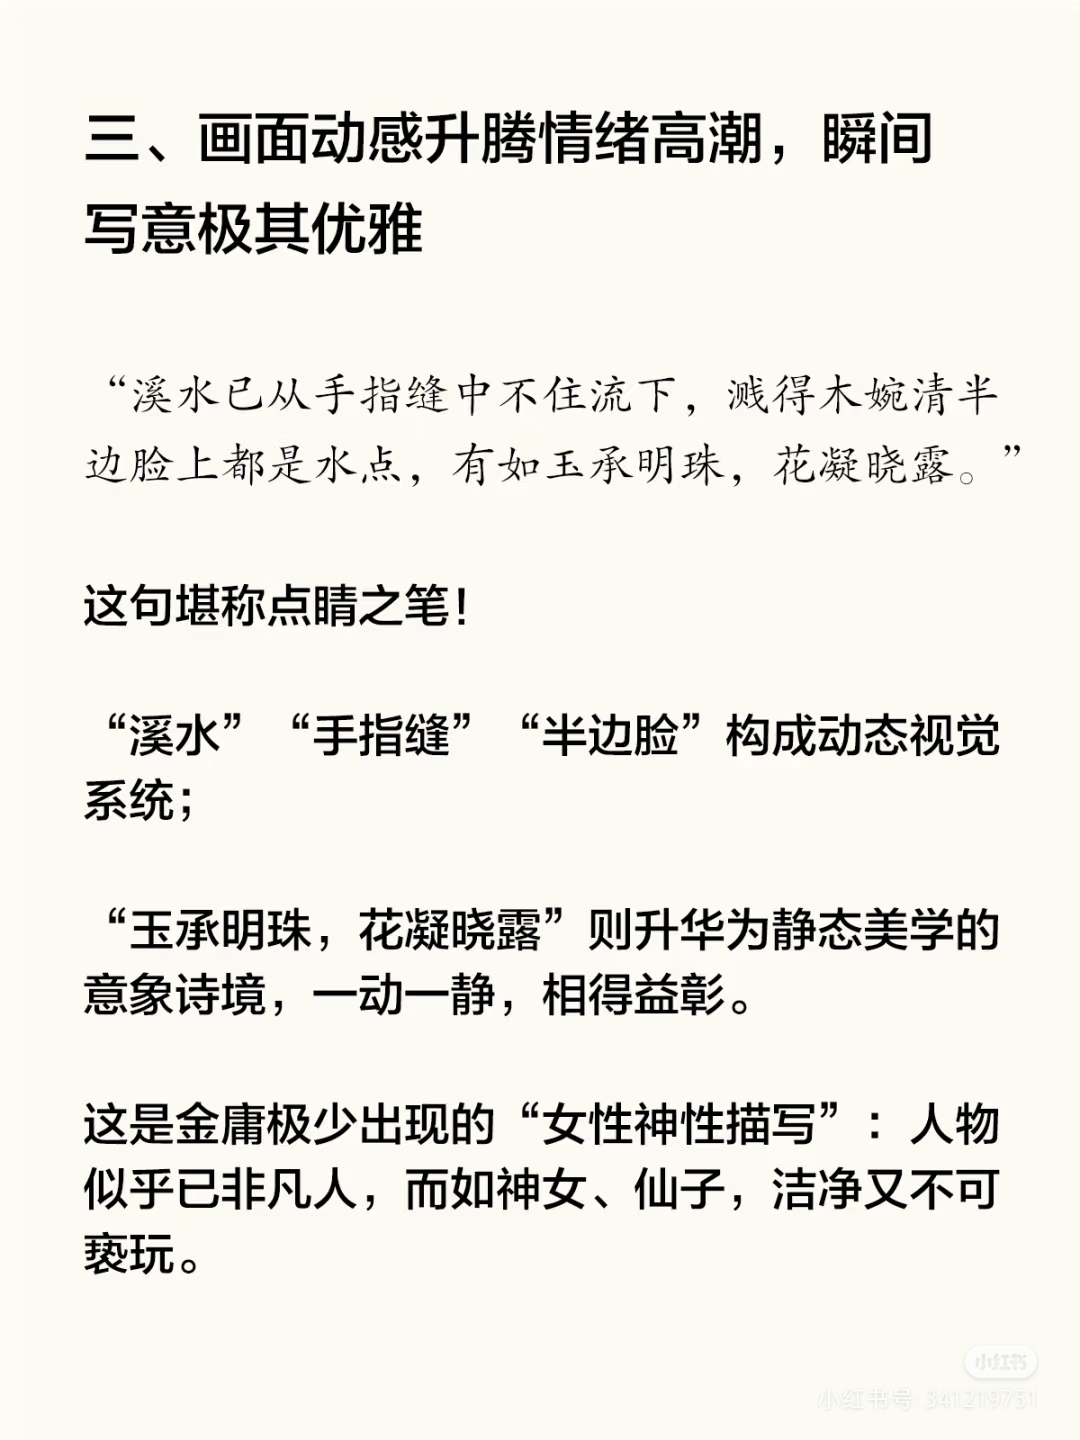 三、画面动感升腾情绪高潮，瞬间
写意极其优雅
“溪水已从手指缝中不住流下，溅得木婉清半
边脸上都是水点，有如玉承明珠，花凝晓露。”
这句堪称点睛之笔！
“溪水”“手指缝”“半边脸”构成动态视觉
系统；
“玉承明珠，花凝晓露”则升华为静态美学的
意象诗境，一动一静，相得益彰。
这是金庸极少出现的“女性神性描写”：人物
似乎已非凡人，而如神女、仙子，洁净又不可
亵玩。
小红书
小红书号: 341219751